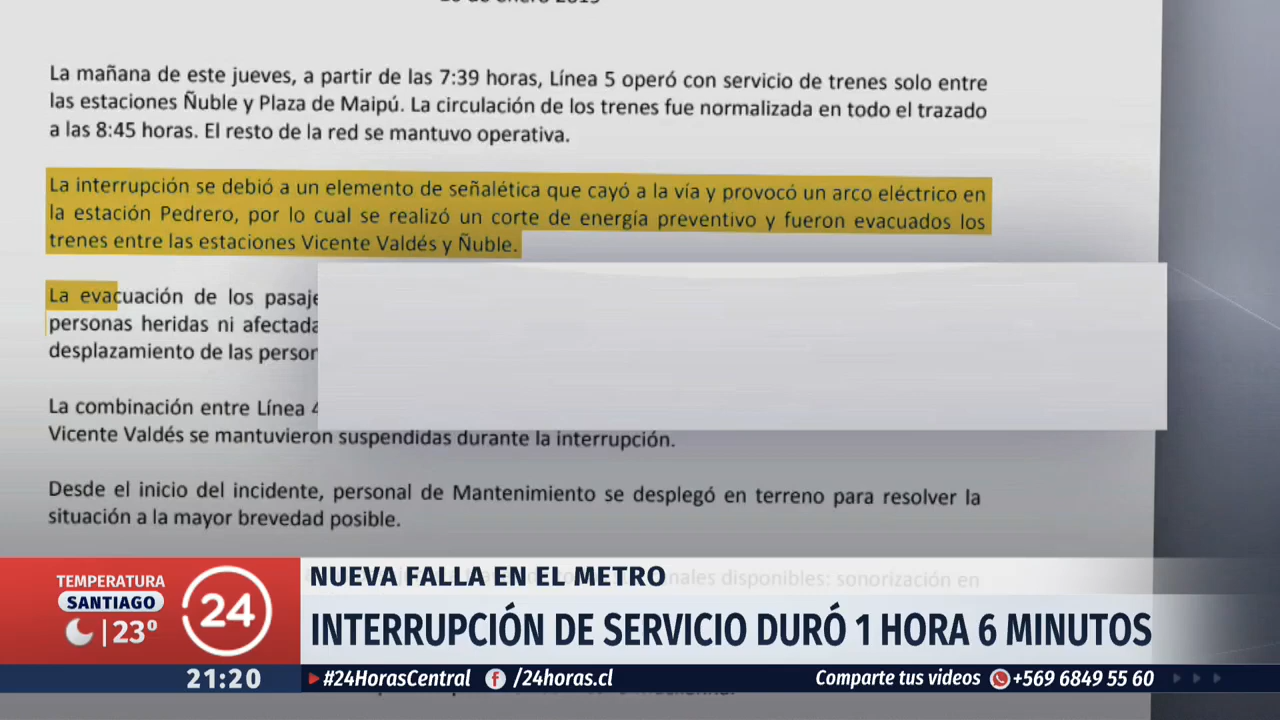 La mañana de este jueves, a partir de las 7:39 horas, Línea 5 operó con servicio de trenes solo entre
las estaciones Ñuble y Plaza de Maipú. La circulación de los trenes fue normalizada en todo el trazado
a las 8:45 horas. El resto de la red se mantuvo operativa.
La interrupción se debió a un elemento de señalética que cayó a la vía y provocó un arco eléctrico en
la estación Pedrero, por lo cual se realizó un corte de energía preventivo y fueron evacuados los
trenes entre las estaciones Vicente Valdés y Ñuble.
La evacuación de los
personas heridas ni
desplazamiento de las
La combinación entre Línea
Vicente Valdés se mantuvieron suspendidas durante la interrupción.
Desde el inicio del incidente, personal de Mantenimiento se desplegó en terreno para resolver la
situación a la mayor brevedad posible.
disponibles: sonorización en
NUEVA FALLA EN EL METRO
INTERRUPCIÓN DE SERVICIO DURÓ 1 HORA 6 MINUTOS
TEMPERATURA
SANTIAGO
23°
24
21:20
#24HorasCentral
/24horas.cl
Comparte tus videos
+569 6849 55 60